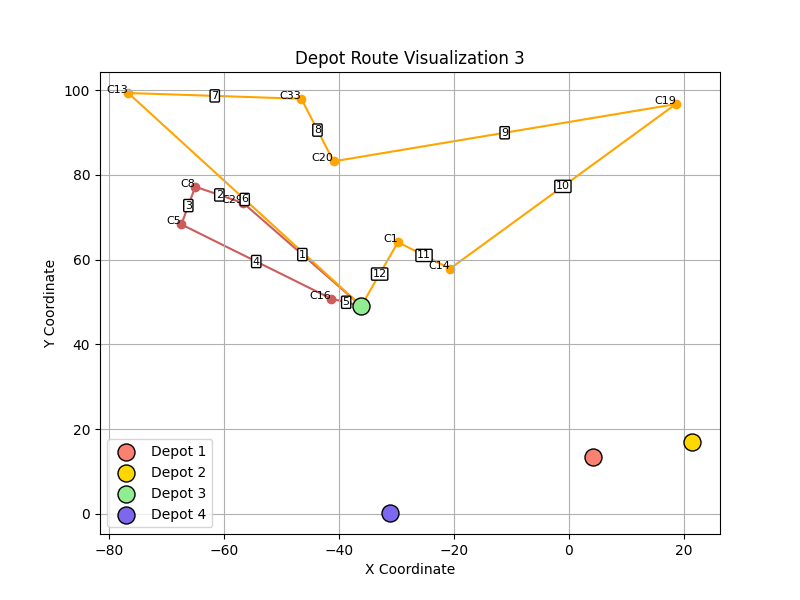 Depot Route Visualization 3
100
80
60
40
20
0
Y Coordinate
C13
7
C33
8
C20
9
C19
10
C8
2
6
3
C5
1
4
C1
11
C14
12
C16
5
Depot 1
Depot 2
Depot 3
Depot 4
−80
−60
−40
−20
0
20
X Coordinate